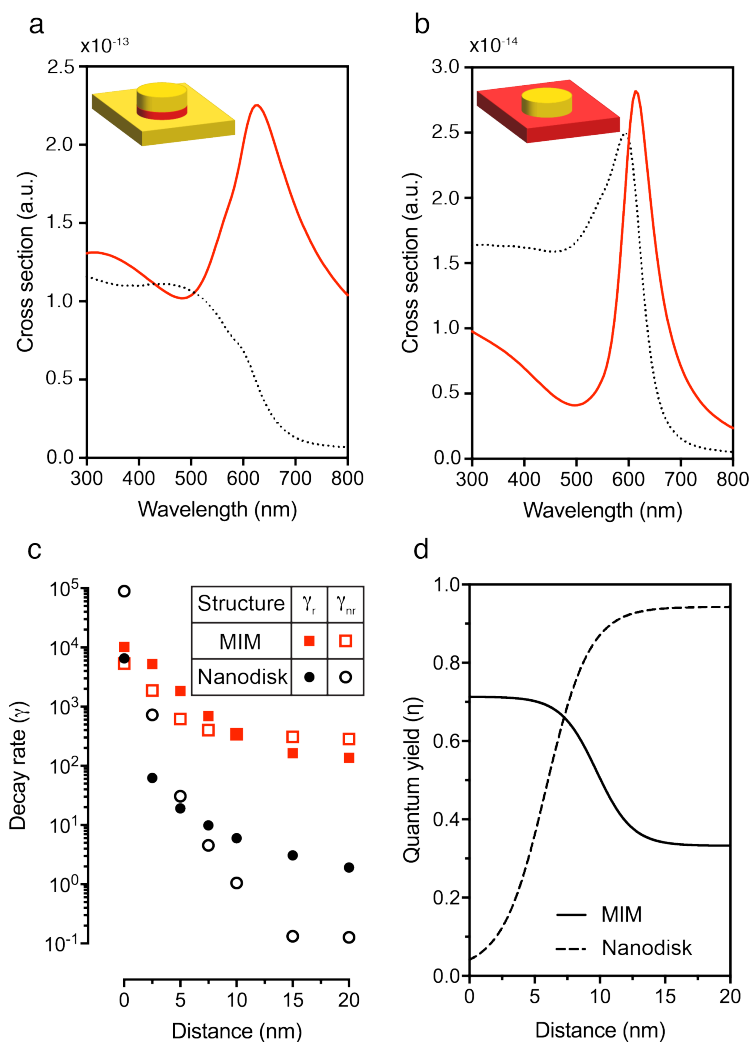 a
x10⁻¹³
2.5
2.0
1.5
1.0
0.5
0.0
Cross section (a.u.)
300 400 500 600 700 800
Wavelength (nm)
b
x10⁻¹⁴
3.0
2.5
2.0
1.5
1.0
0.5
0.0
Cross section (a.u.)
300 400 500 600 700 800
Wavelength (nm)
c
10⁵
10⁴
10³
10²
10¹
10⁰
10⁻¹
Decay rate (γ)
Structure γᵣ γₙᵣ
MIM
Nanodisk
0 5 10 15 20
Distance (nm)
d
1.0
0.8
0.6
0.4
0.2
0.0
Quantum yield (η)
MIM
Nanodisk
0 5 10 15 20
Distance (nm)